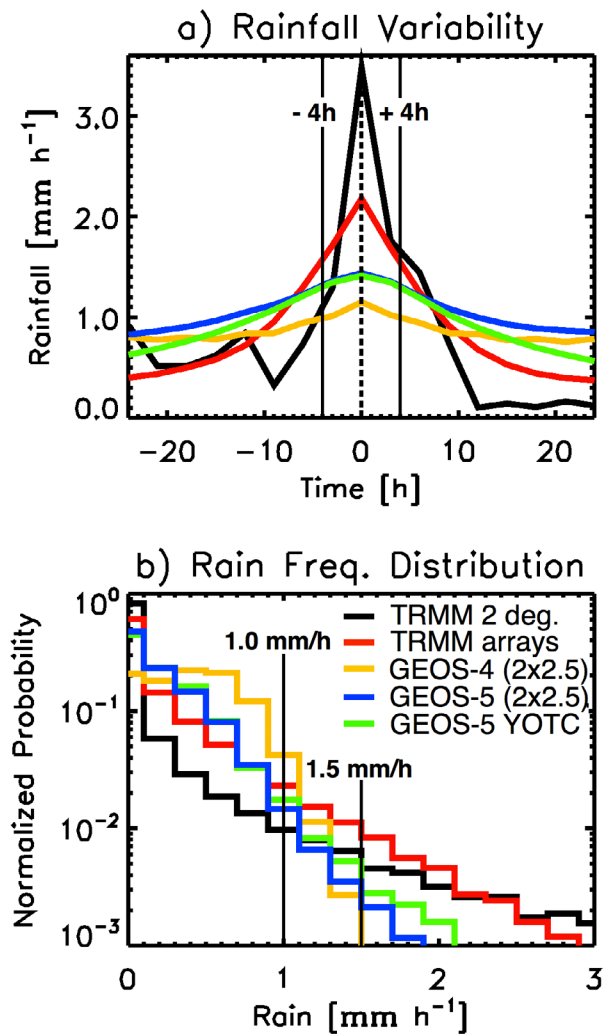 a) Rainfall Variability
Rainfall [mm h⁻¹]
3.0
2.0
1.0
0.0
- 4h
+ 4h
−20 −10 0 10 20
Time [h]
b) Rain Freq. Distribution
Normalized Probability
10⁰
10⁻¹
10⁻²
10⁻³
TRMM 2 deg.
TRMM arrays
GEOS-4 (2x2.5)
GEOS-5 (2x2.5)
GEOS-5 YOTC
1.0 mm/h
1.5 mm/h
0 1 2 3
Rain [mm h⁻¹]